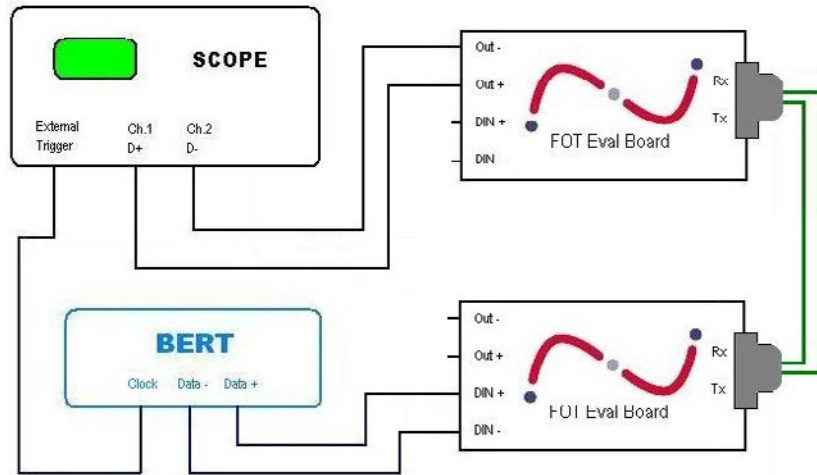 SCOPE
External
Trigger
Ch.1
D+
Ch.2
D-
Out -
Out +
DIN +
DIN
Rx
Tx
FOT Eval Board
BERT
Clock
Data -
Data +
Out -
Out +
DIN +
DIN -
Rx
Tx
FOT Eval Board